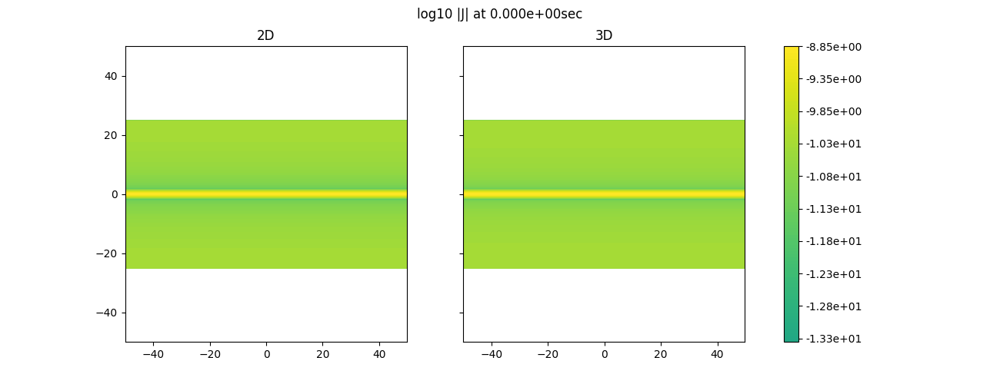 log10 |J| at 0.000e+00sec
2D
3D
40
20
0
−20
−40
−40 −20 0 20 40
−40 −20 0 20 40
-8.85e+00
-9.35e+00
-9.85e+00
-1.03e+01
-1.08e+01
-1.13e+01
-1.18e+01
-1.23e+01
-1.28e+01
-1.33e+01